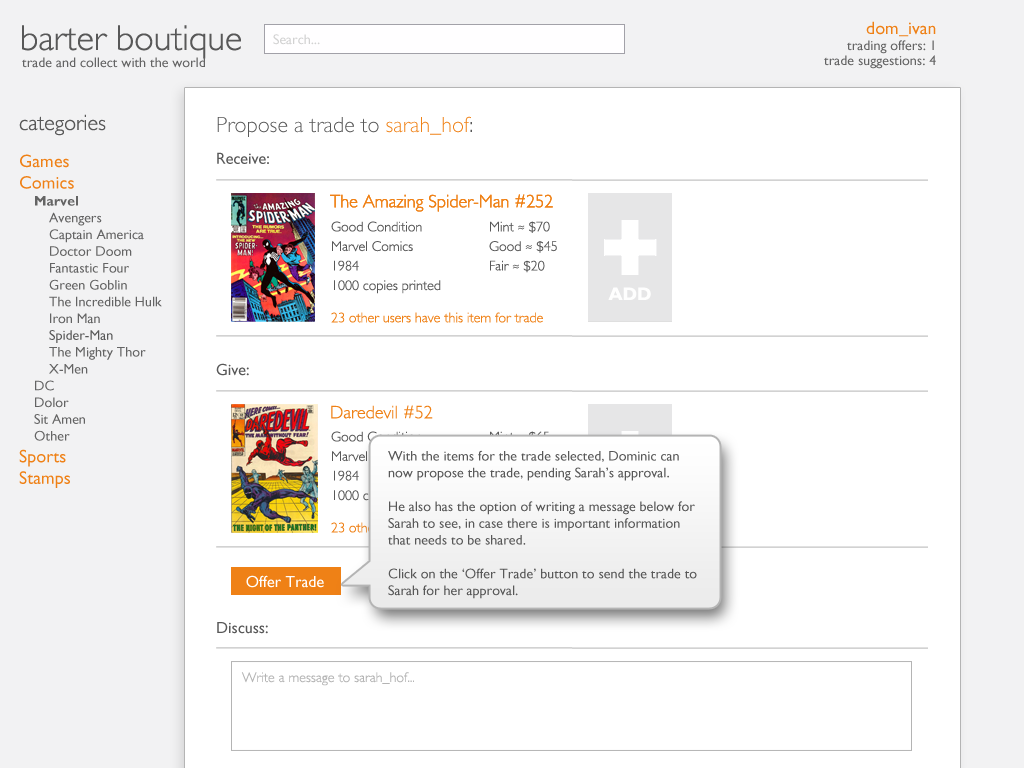 barter boutique
trade and collect with the world
Search...
dom_ivan
trading offers: 1
trade suggestions: 4
categories
Games
Comics
Marvel
Avengers
Captain America
Doctor Doom
Fantastic Four
Green Goblin
The Incredible Hulk
Iron Man
Spider-Man
The Mighty Thor
X-Men
DC
Dolor
Sit Amen
Other
Sports
Stamps
Propose a trade to sarah_hof:
Receive:
THE AMAZING
SPIDER-MAN
THE RUMORS
ARE TRUE.
INTRODUCING
THE NEW
SPIDER-
MAN!
The Amazing Spider-Man #252
Good Condition
Mint ≈ $70
Marvel Comics
Good ≈ $45
1984
Fair ≈ $20
1000 copies printed
23 other users have this item for trade
ADD
Give:
HERE COMES...
DAREDEVIL
THE MAN WITHOUT FEAR!
THE NIGHT OF THE PANTHER!
Daredevil #52
Good
Marvel
1984
1000 c
23 oth
With the items for the trade selected, Dominic can
now propose the trade, pending Sarah's approval.
He also has the option of writing a message below for
Sarah to see, in case there is important information
that needs to be shared.
Click on the ‘Offer Trade’ button to send the trade to
Sarah for her approval.
Offer Trade
Discuss:
Write a message to sarah_hof...